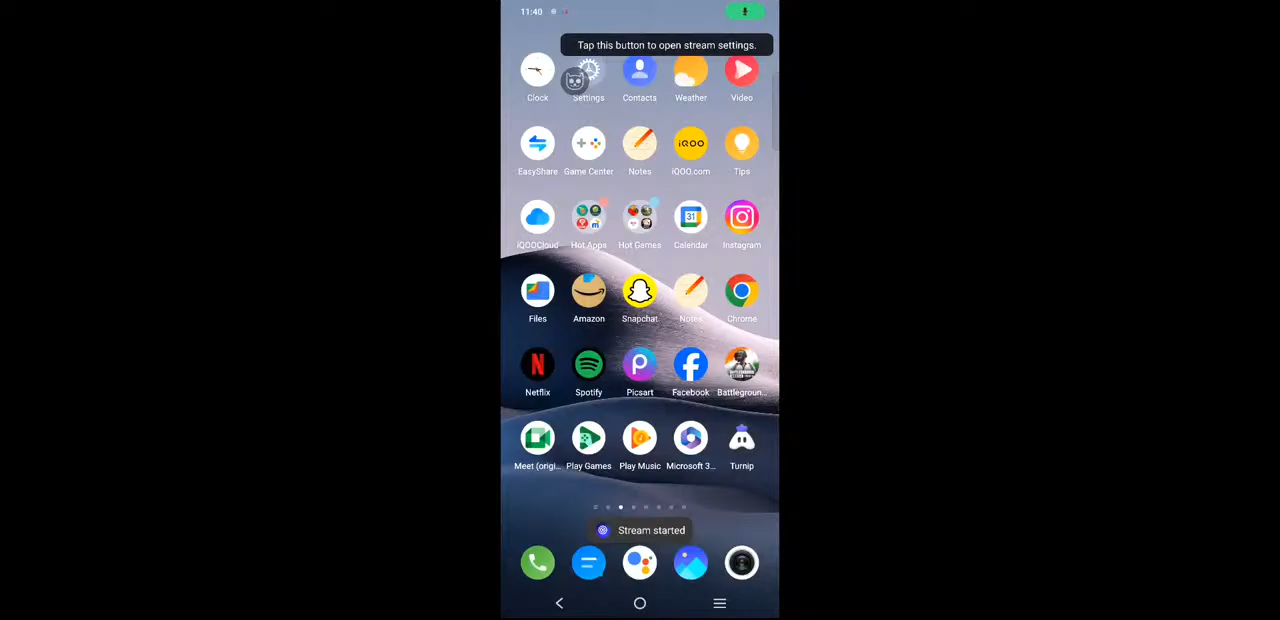 11:40
Tap this button to open stream settings.
Clock Settings Contacts Weather Video
EasyShare Game Center Notes iQOO.com Tips
iQOOCloud Hot Apps Hot Games Calendar Instagram
Files Amazon Snapchat Notes Chrome
Netflix Spotify Picsart Facebook Battlegroun...
Meet (origi... Play Games Play Music Microsoft 3... Turnip
Stream started